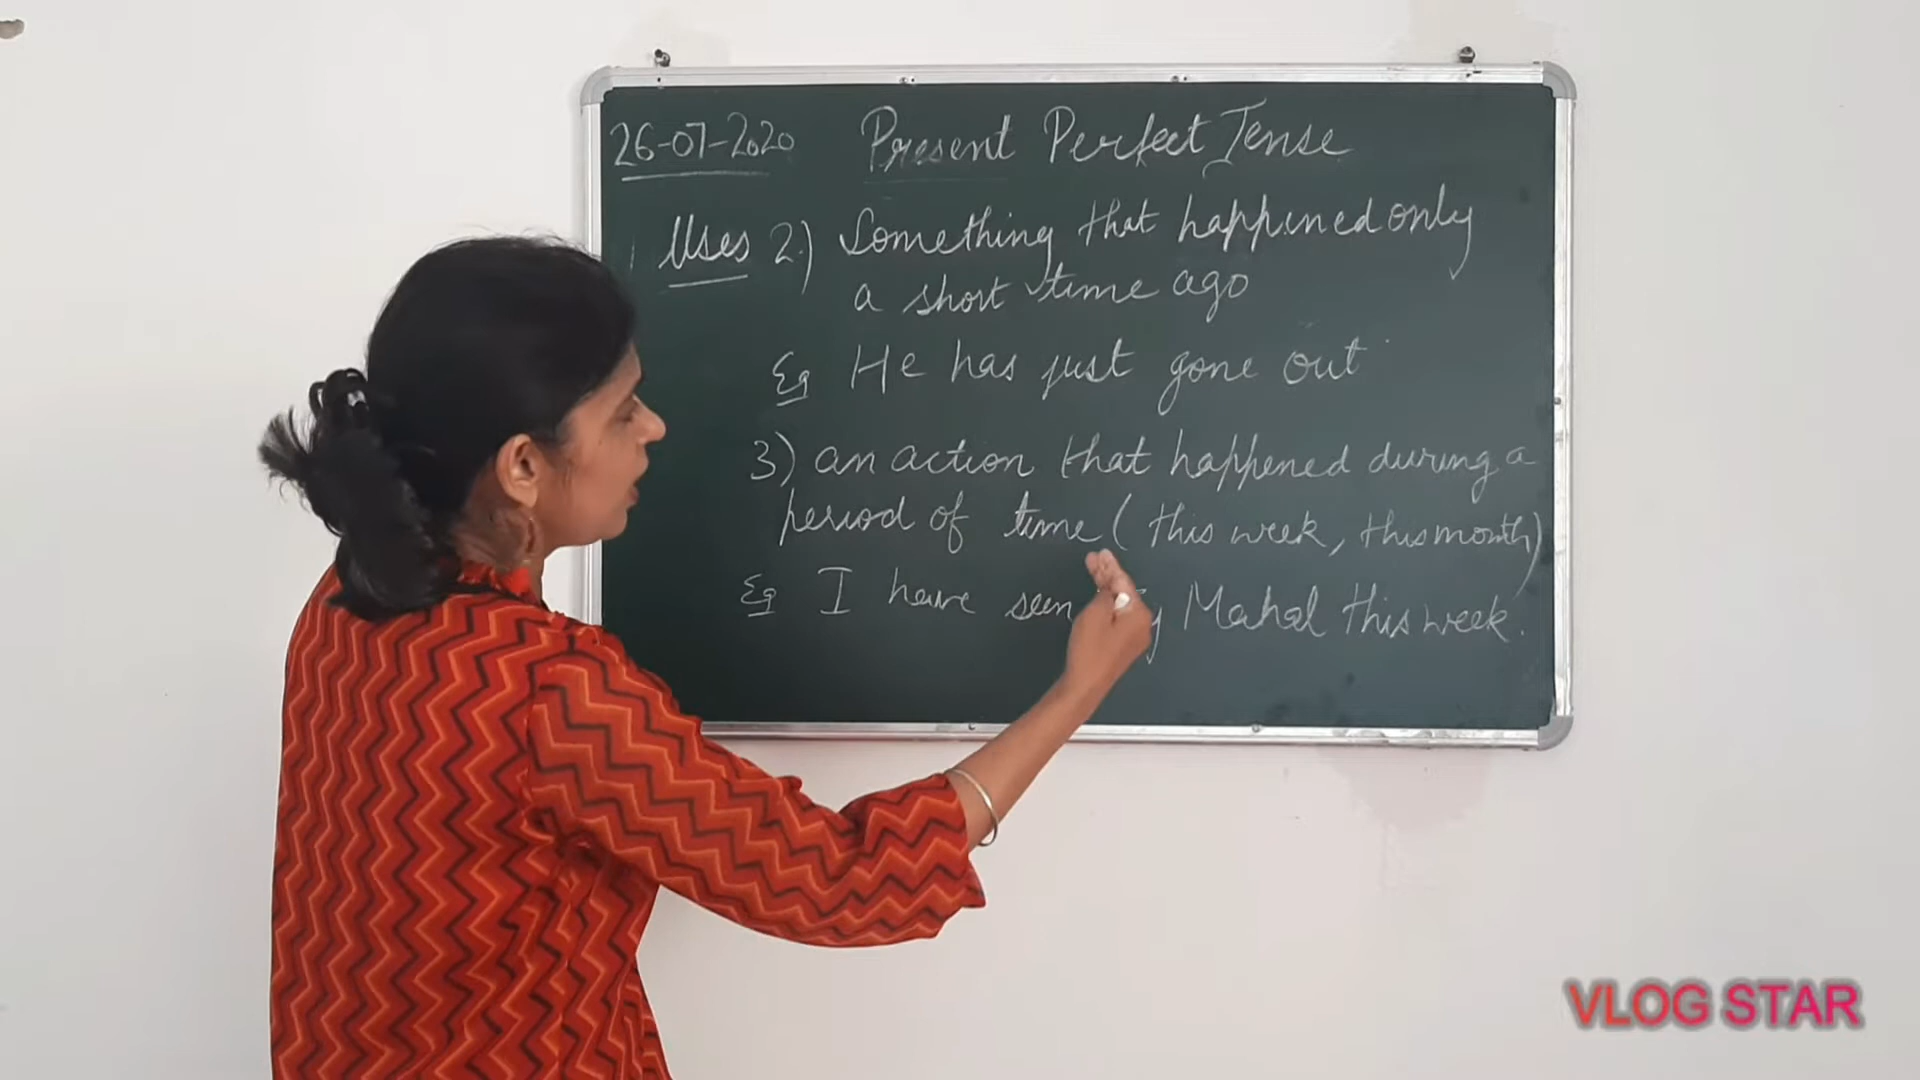 26-07-2020 Present Perfect Tense
Uses 2.) Something that happened only
a short time ago
Eg He has just gone out
3) an action that happened during a
period of time (this week, this month)
Eg I have seen Mahal this week.
VLOG STAR